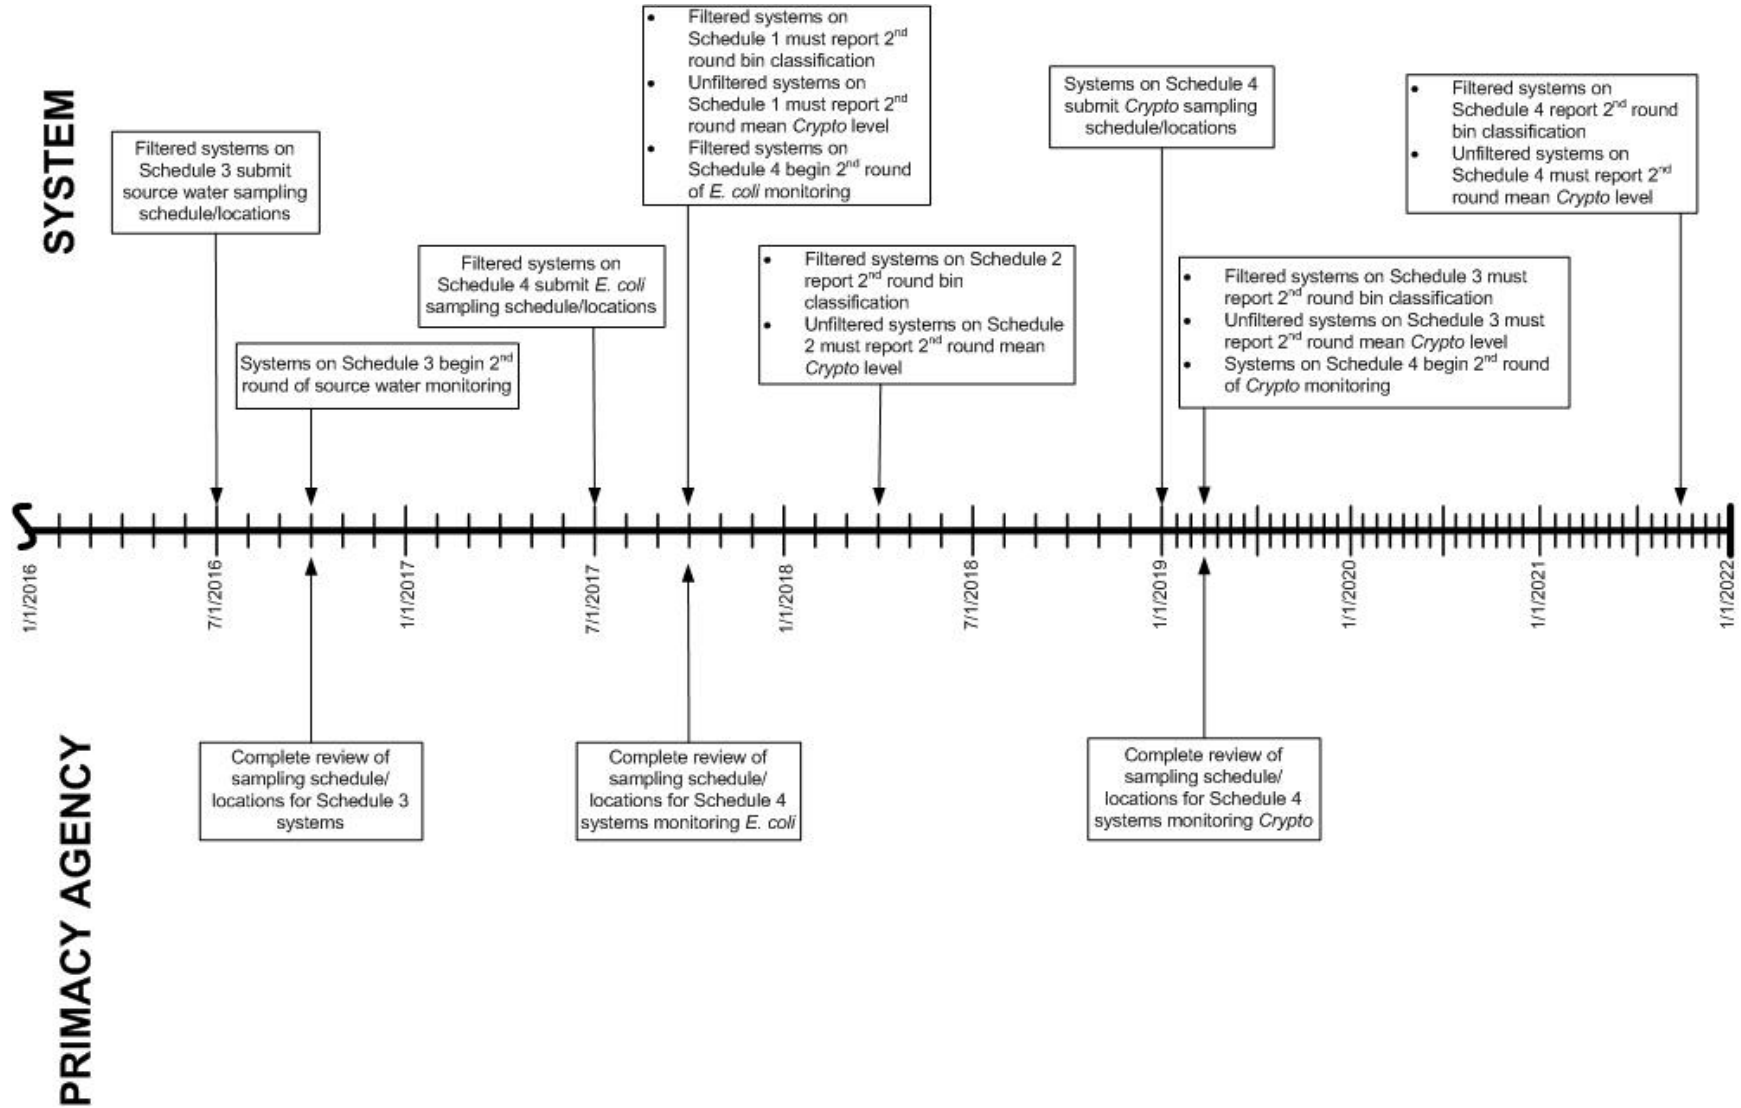 SYSTEM
Filtered systems on
Schedule 3 submit
source water sampling
schedule/locations
Systems on Schedule 3 begin 2nd
round of source water monitoring
Filtered systems on
Schedule 4 submit E. coli
sampling schedule/locations
• Filtered systems on
Schedule 1 must report 2nd
round bin classification
• Unfiltered systems on
Schedule 1 must report 2nd
round mean Crypto level
• Filtered systems on
Schedule 4 begin 2nd round
of E. coli monitoring
• Filtered systems on Schedule 2
report 2nd round bin
classification
• Unfiltered systems on Schedule
2 must report 2nd round mean
Crypto level
Systems on Schedule 4
submit Crypto sampling
schedule/locations
• Filtered systems on Schedule 3 must
report 2nd round bin classification
• Unfiltered systems on Schedule 3 must
report 2nd round mean Crypto level
• Systems on Schedule 4 begin 2nd round
of Crypto monitoring
• Filtered systems on
Schedule 4 report 2nd round
bin classification
• Unfiltered systems on
Schedule 4 must report 2nd
round mean Crypto level
1/1/2016
7/1/2016
1/1/2017
7/1/2017
1/1/2018
7/1/2018
1/1/2019
1/1/2020
1/1/2021
1/1/2022
PRIMACY AGENCY
Complete review of
sampling schedule/
locations for Schedule 3
systems
Complete review of
sampling schedule/
locations for Schedule 4
systems monitoring E. coli
Complete review of
sampling schedule/
locations for Schedule 4
systems monitoring Crypto